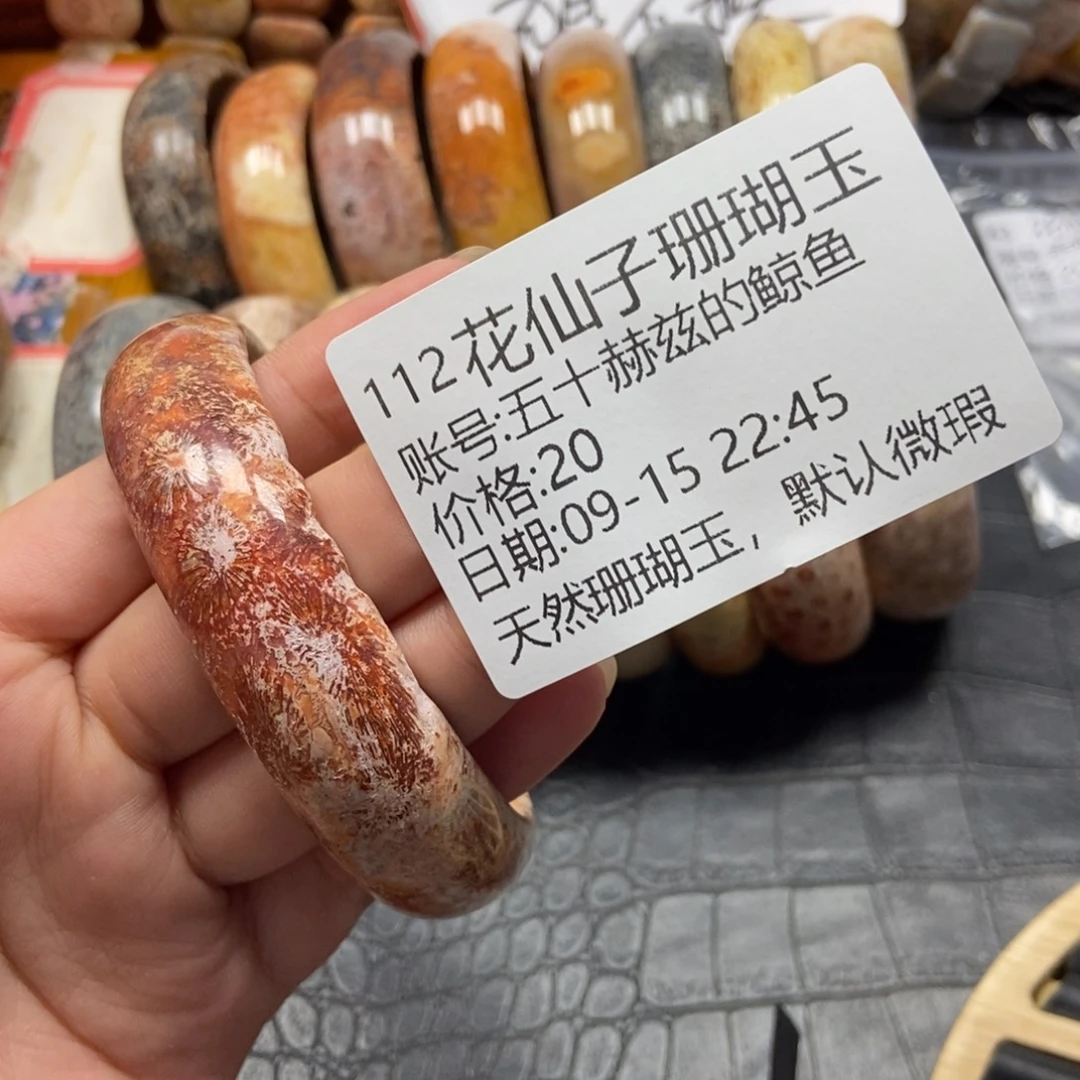 112花仙子珊瑚玉
账号:五十赫兹的鲸鱼
价格:20
日期:09-15 22:45
天然珊瑚玉， 默认微瑕